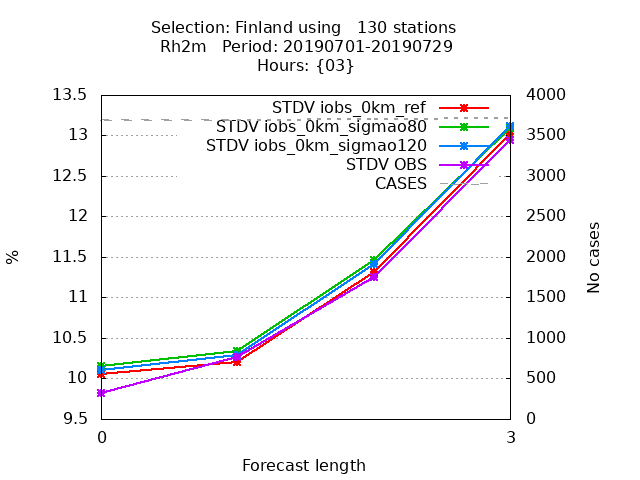 Selection: Finland using   130 stations
Rh2m   Period: 20190701-20190729
Hours: {03}
13.5
13
12.5
12
11.5
11
10.5
10
9.5
%
STDV iobs_0km_ref
STDV iobs_0km_sigmao80
STDV iobs_0km_sigmao120
STDV OBS
CASES
4000
3500
3000
2500
2000
1500
1000
500
0
No cases
0
3
Forecast length